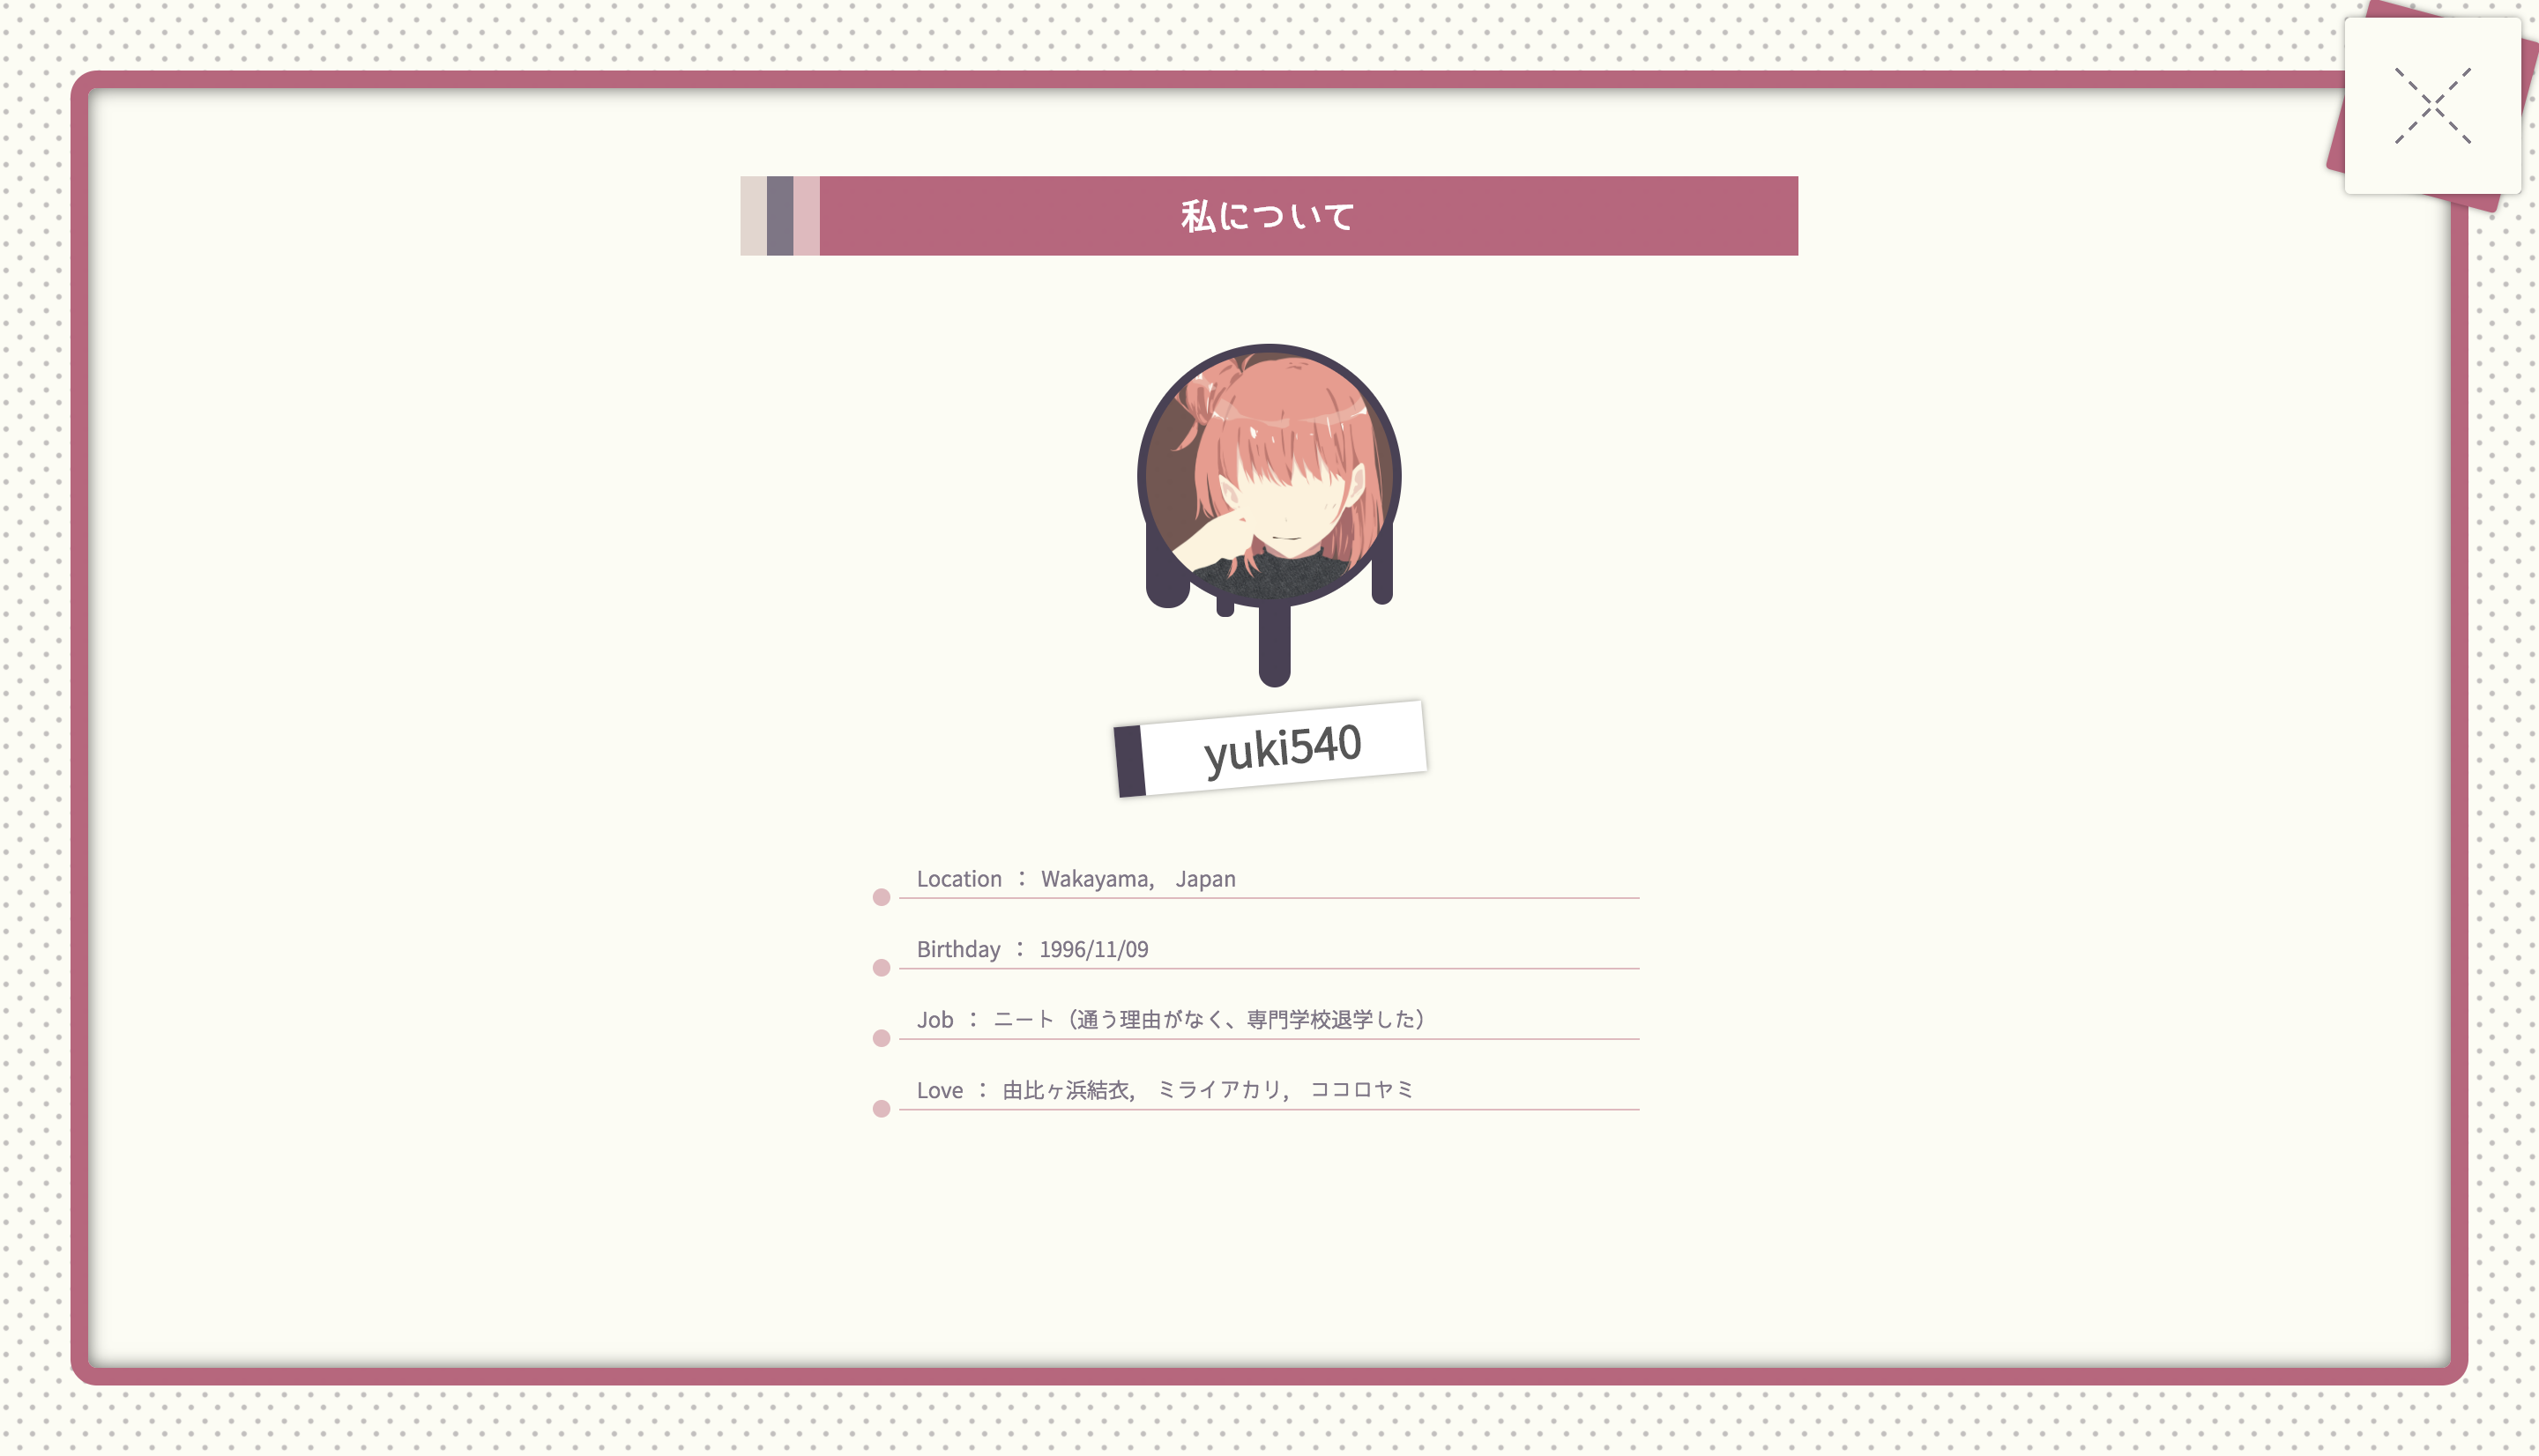 私について
yuki540
Location ： Wakayama, Japan
Birthday ： 1996/11/09
Job ： ニート（通う理由がなく、専門学校退学した）
Love ： 由比ヶ浜結衣, ミライアカリ, ココロヤミ